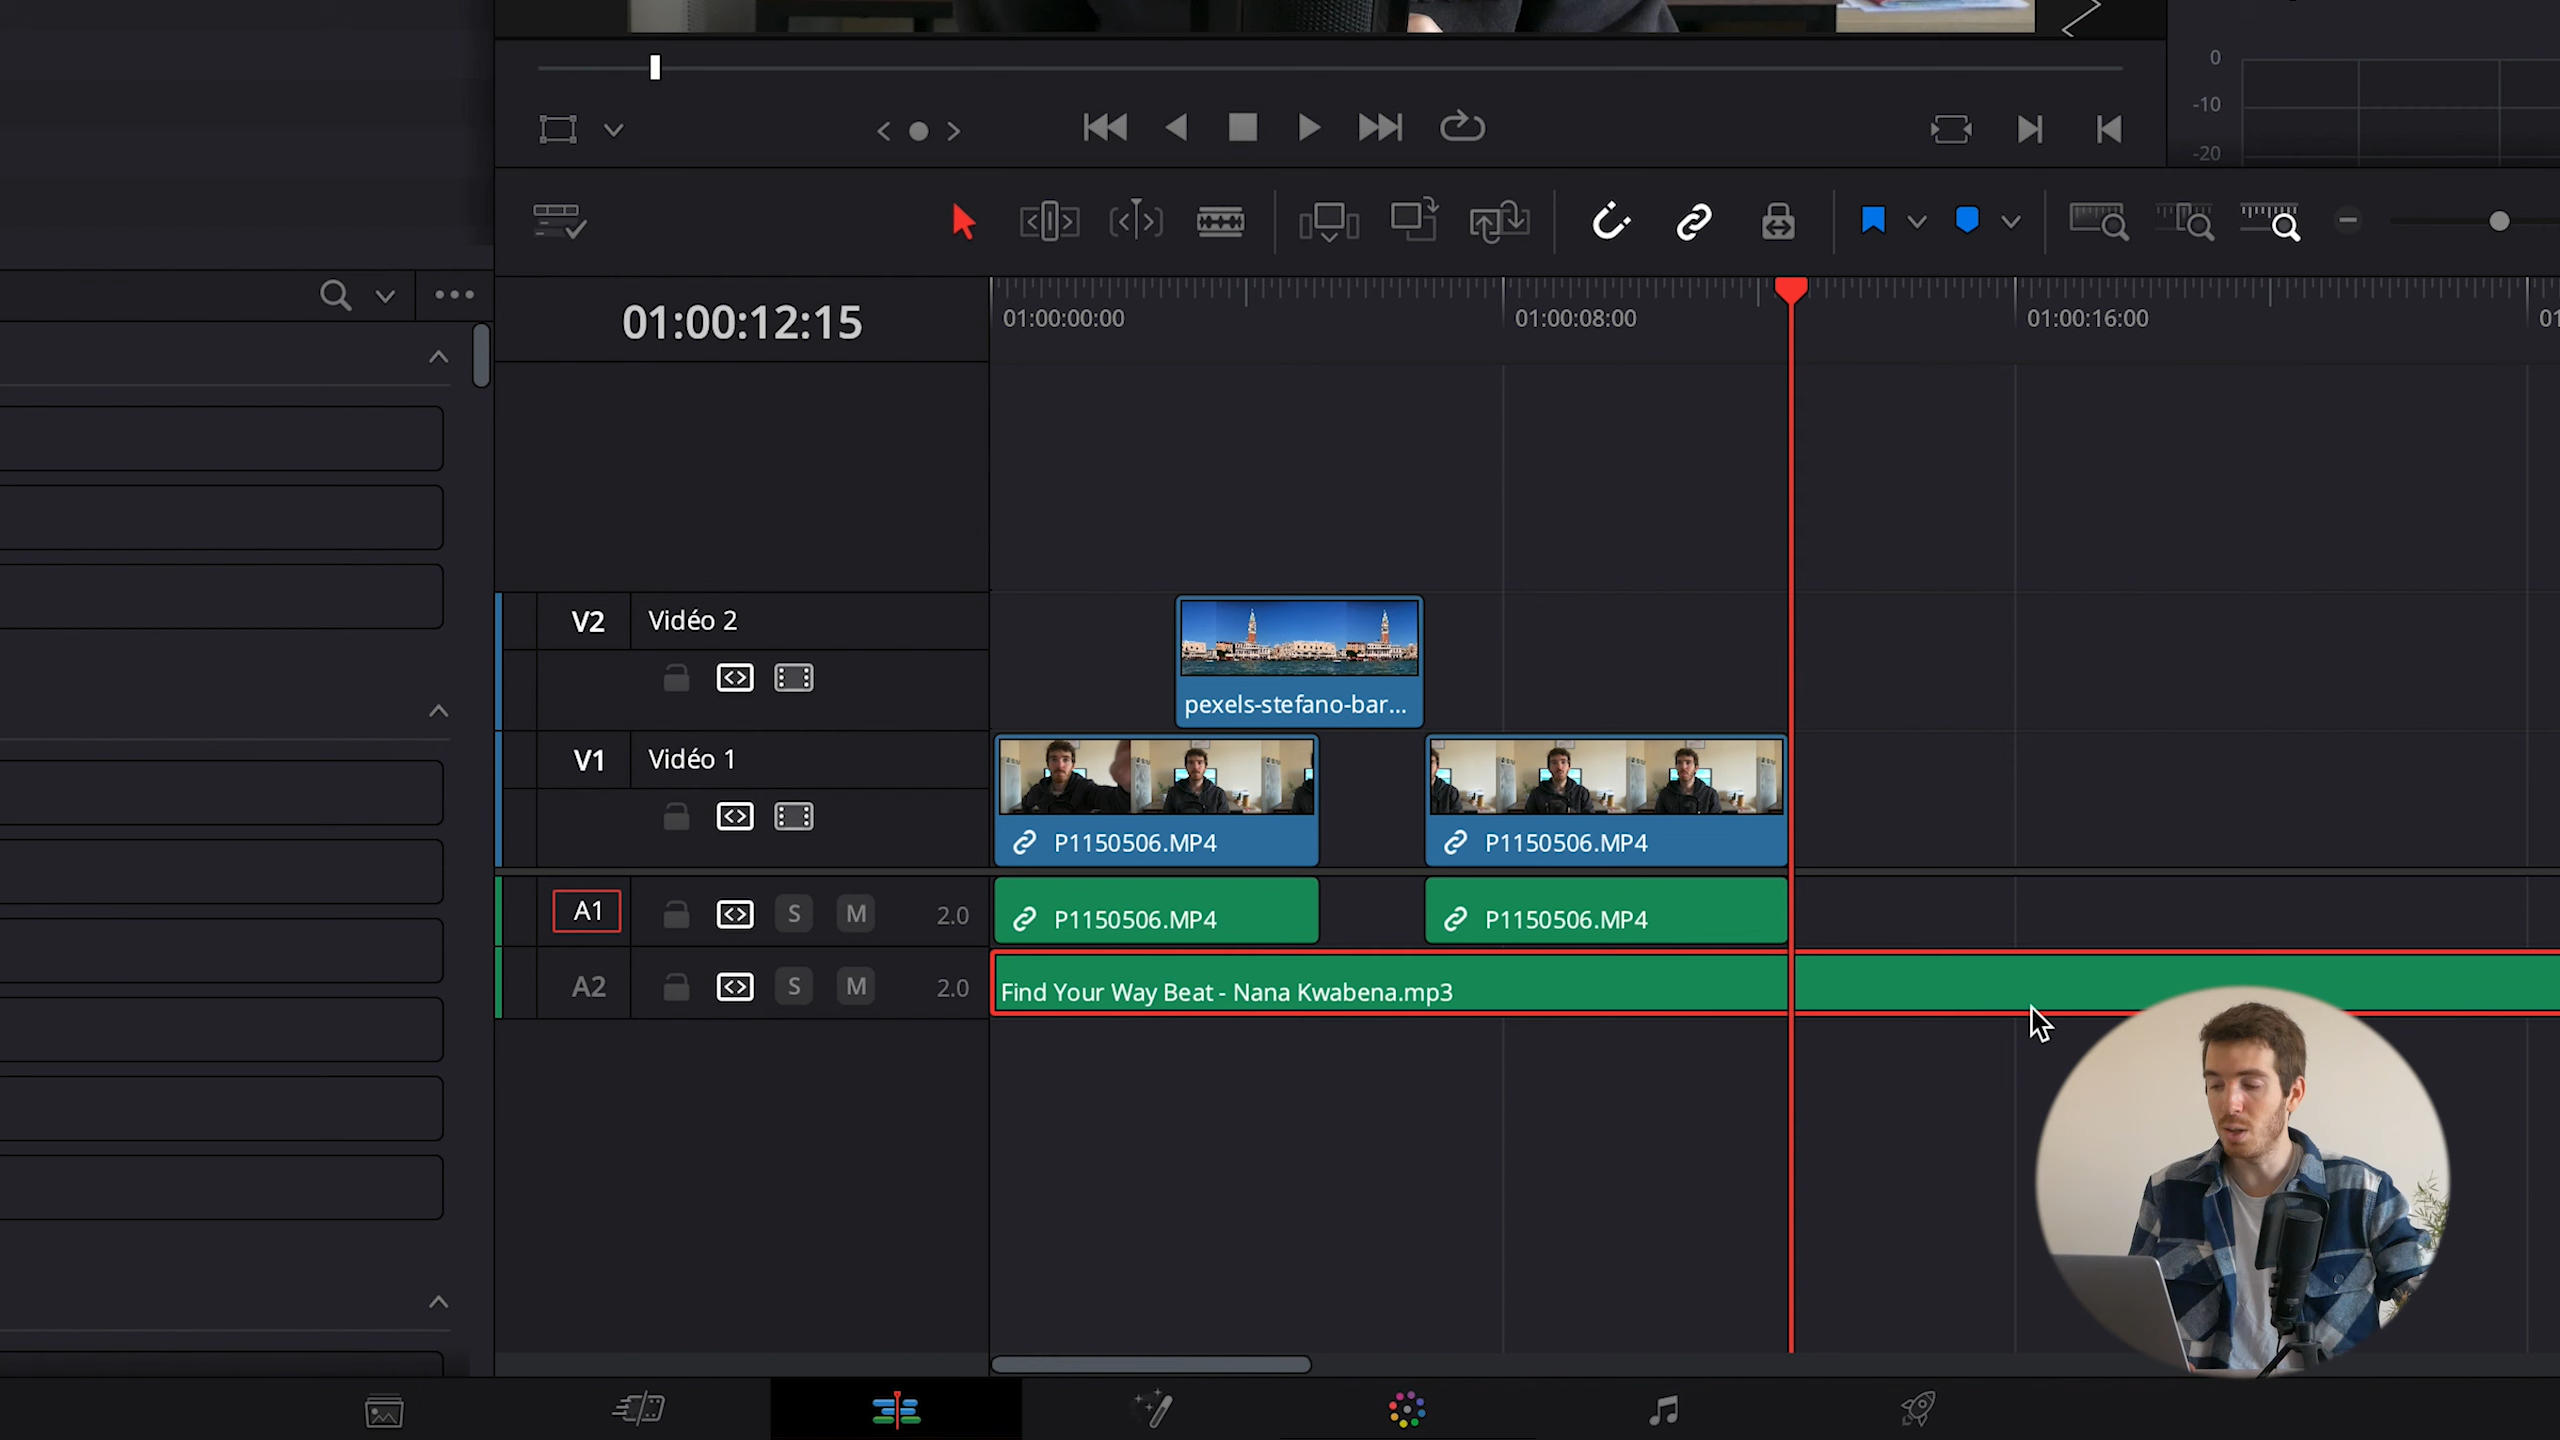 0
-10
-20
01:00:12:15
01:00:00:00
01:00:08:00
01:00:16:00
01
V2
Vidéo 2
pexels-stefano-bar...
V1
Vidéo 1
P1150506.MP4
P1150506.MP4
A1
S
M
2.0
P1150506.MP4
P1150506.MP4
A2
S
M
2.0
Find Your Way Beat - Nana Kwabena.mp3